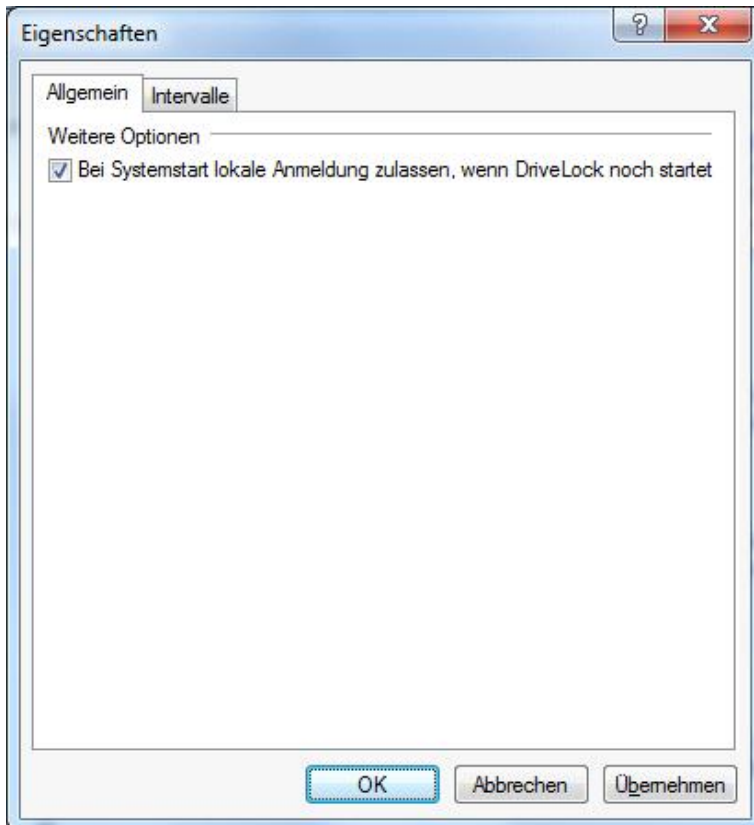 Eigenschaften
Allgemein Intervalle
Weitere Optionen
Bei Systemstart lokale Anmeldung zulassen, wenn DriveLock noch startet
OK Abbrechen Übernehmen